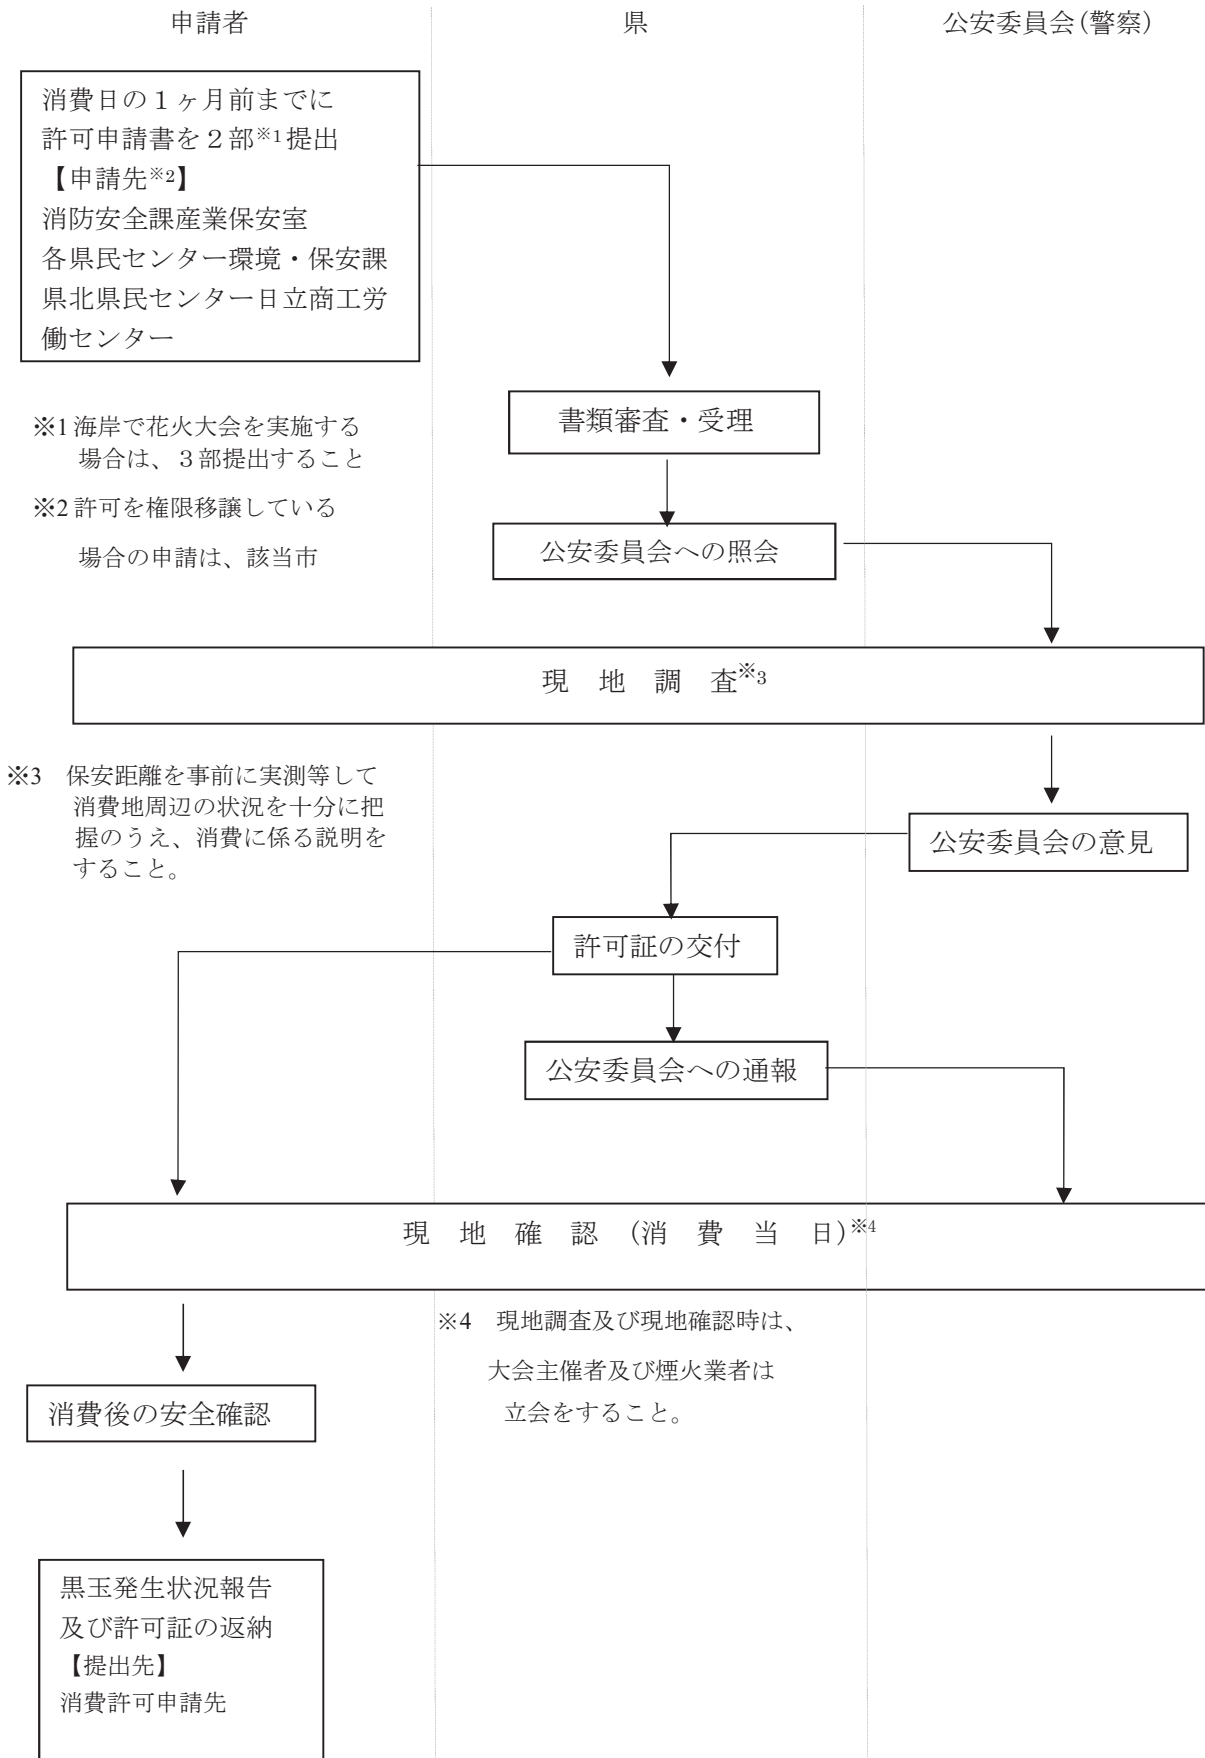 申請者
県
公安委員会(警察)
消費日の１ヶ月前までに
許可申請書を２部※1提出
【申請先※2】
消防安全課産業保安室
各県民センター環境・保安課
県北県民センター日立商工労
働センター
※1 海岸で花火大会を実施する
場合は、３部提出すること
※2 許可を権限移譲している
場合の申請は、該当市
書類審査・受理
公安委員会への照会
現　地　調　査※3
※3　保安距離を事前に実測等して
消費地周辺の状況を十分に把
握のうえ、消費に係る説明を
すること。
公安委員会の意見
許可証の交付
公安委員会への通報
現　地　確　認　(消　費　当　日)※4
※4　現地調査及び現地確認時は、
大会主催者及び煙火業者は
立会をすること。
消費後の安全確認
黒玉発生状況報告
及び許可証の返納
【提出先】
消費許可申請先